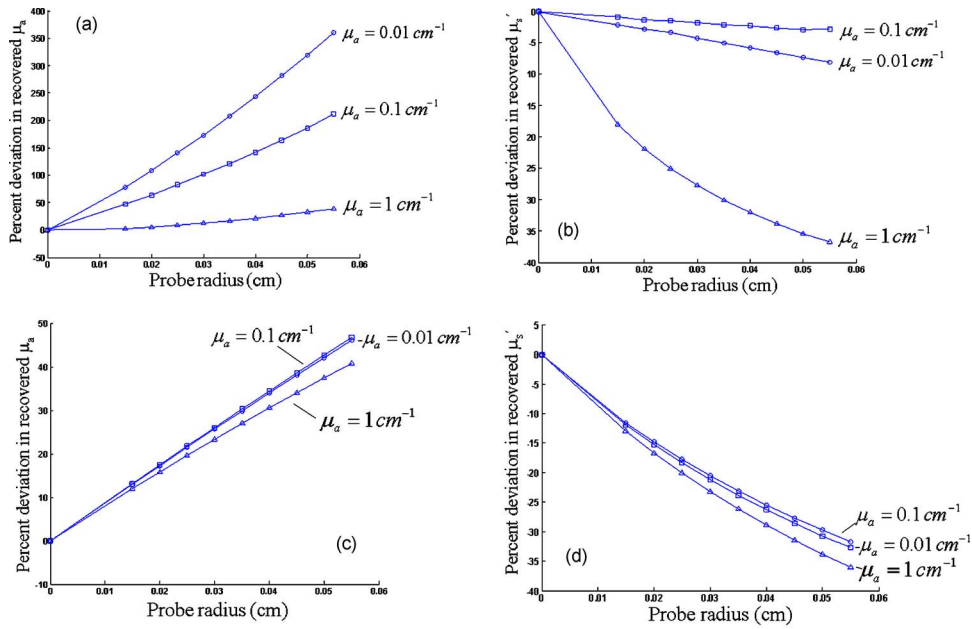 (a)
Percent deviation in recovered μa
400
350
300
250
200
150
100
50
0
-50
0
0.01
0.02
0.03
0.04
0.05
0.06
Probe radius (cm)
μa = 0.01 cm⁻¹
μa = 0.1 cm⁻¹
μa = 1 cm⁻¹
(b)
Percent deviation in recovered μs′
0
-5
10
15
20
25
30
35
40
0
0.01
0.02
0.03
0.04
0.05
0.06
Probe radius (cm)
μa = 0.1 cm⁻¹
μa = 0.01 cm⁻¹
μa = 1 cm⁻¹
(c)
Percent deviation in recovered μa
50
40
30
20
10
0
-10
0
0.01
0.02
0.03
0.04
0.05
0.06
Probe radius (cm)
μa = 0.1 cm⁻¹
-μa = 0.01 cm⁻¹
μa = 1 cm⁻¹
(d)
Percent deviation in recovered μs′
5
0
-5
-10
-15
-20
-25
-30
-35
-40
0
0.01
0.02
0.03
0.04
0.05
0.06
Probe radius (cm)
μa = 0.1 cm⁻¹
-μa = 0.01 cm⁻¹
μa = 1 cm⁻¹